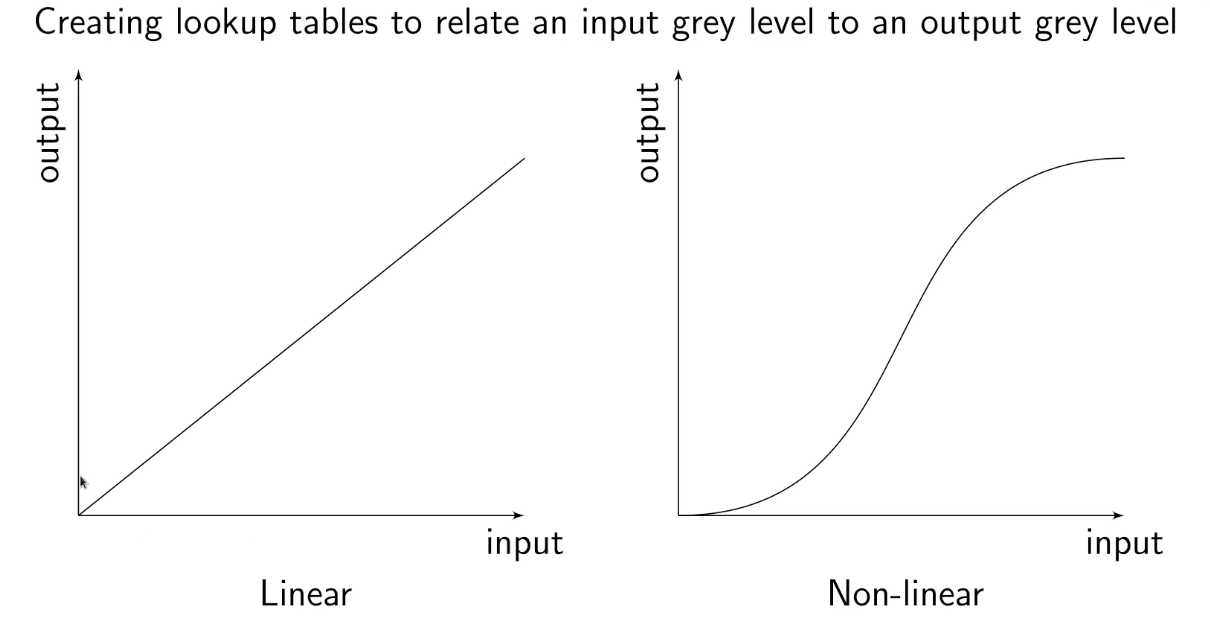 Creating lookup tables to relate an input grey level to an output grey level
output
input
Linear
output
input
Non-linear